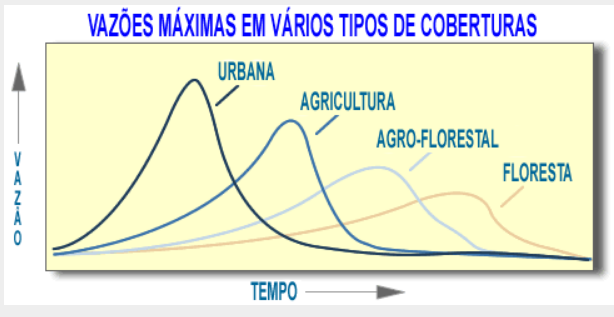 VAZÕES MÁXIMAS EM VÁRIOS TIPOS DE COBERTURAS
URBANA
AGRICULTURA
AGRO-FLORESTAL
FLORESTA
VAZÃO
TEMPO